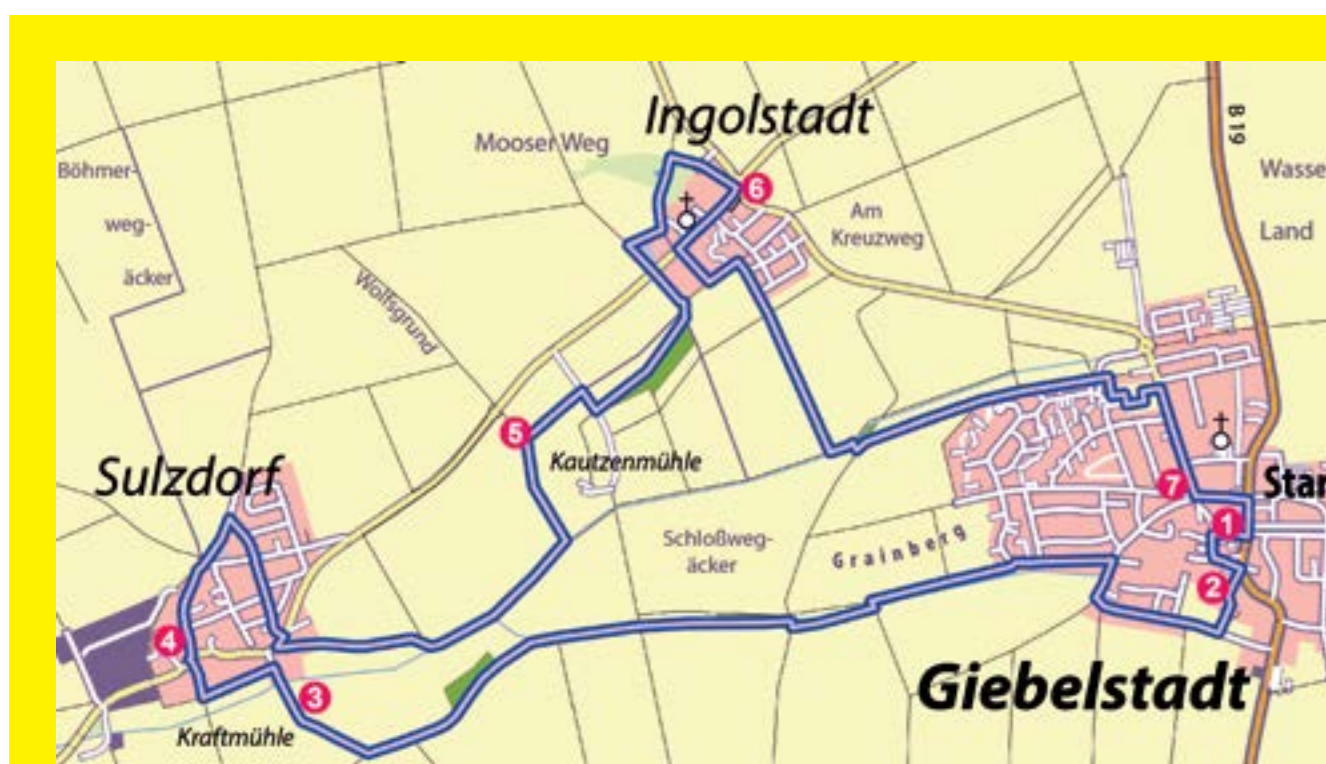 Ingolstadt
Mooser Weg
B 19
Böhmer-
weg-
äcker
Wasse
Land
6
Am
Kreuzweg
Wolfsgrund
5
Kautzenmühle
Sulzdorf
7
Star
1
Schloßweg-
äcker
Grainberg
2
4
3
Giebelstadt
Kraftmühle